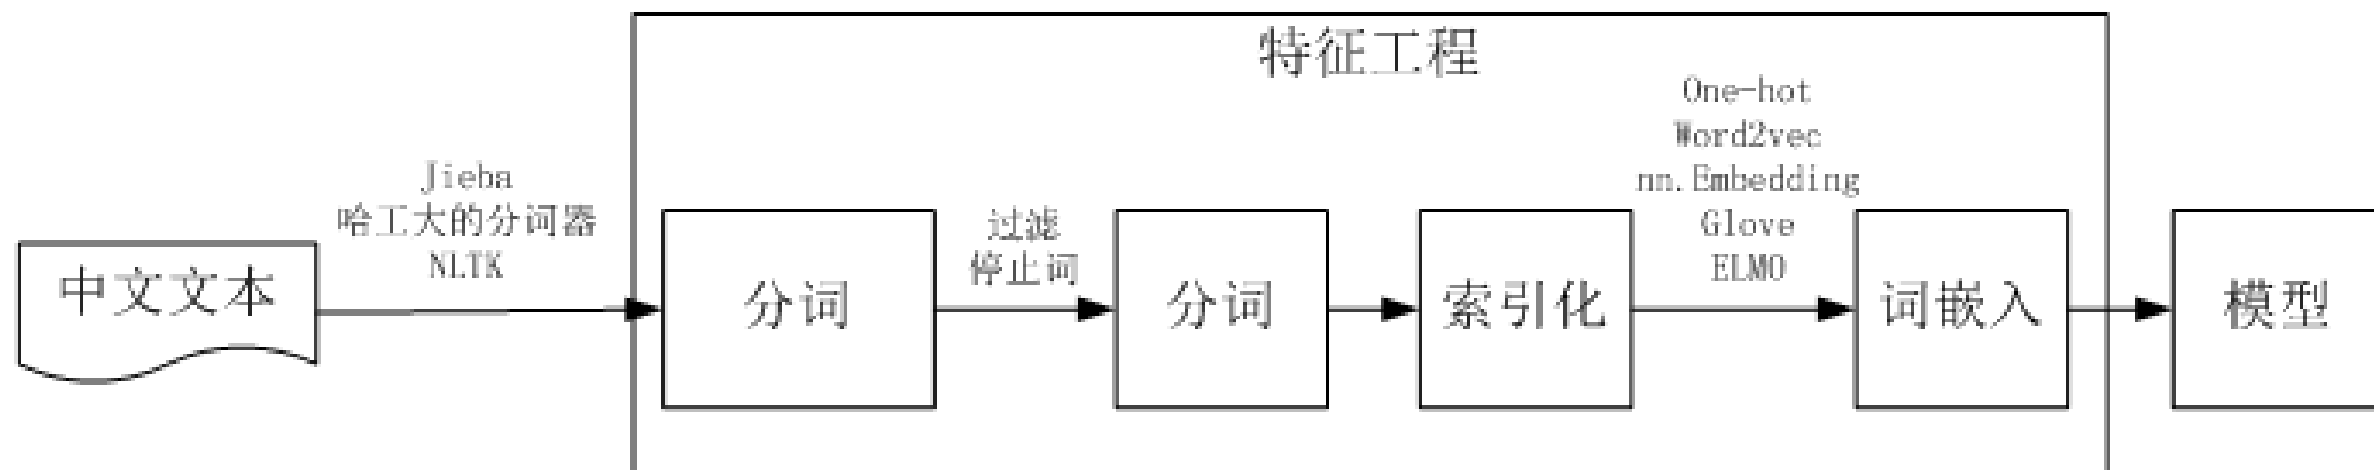 特征工程
One-hot
Word2vec
nn.Embedding
Glove
ELMO
Jieba
哈工大的分词器
NLTK
过滤
停止词
中文文本
分词
分词
索引化
词嵌入
模型